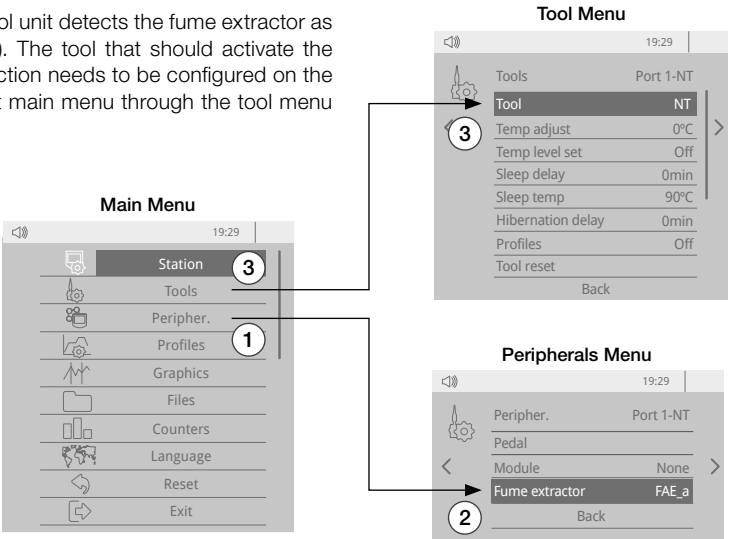 ol unit detects the fume extractor as
). The tool that should activate the
ction needs to be configured on the
t main menu through the tool menu
Main Menu
19:29
Station
3
Tools
Peripher.
1
Profiles
Graphics
Files
Counters
Language
Reset
Exit
Tool Menu
19:29
Tools Port 1-NT
Tool NT
3
Temp adjust 0ºC
Temp level set Off
Sleep delay 0min
Sleep temp 90ºC
Hibernation delay 0min
Profiles Off
Tool reset
Back
Peripherals Menu
19:29
Peripher. Port 1-NT
Pedal
Module None
Fume extractor FAE_a
2
Back